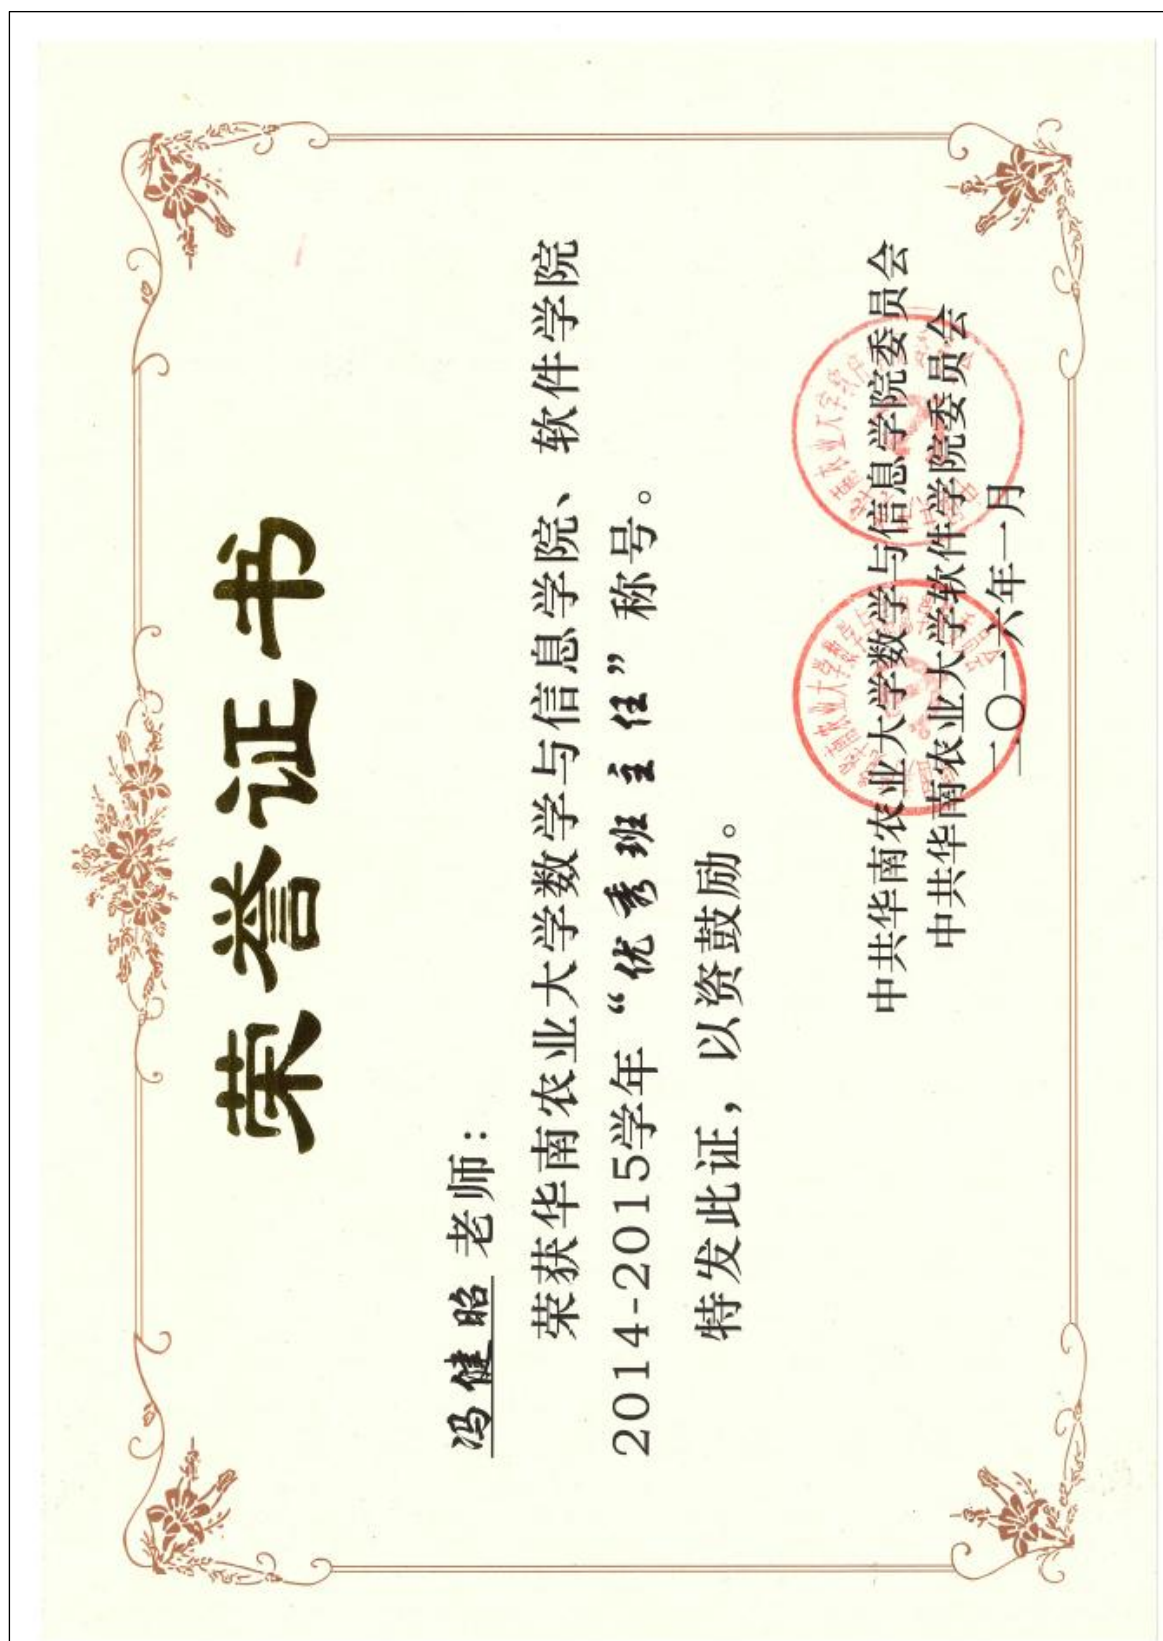 荣誉证书
冯健昭 老师：
荣获华南农业大学数学与信息学院、软件学院
2014-2015学年“优秀班主任”称号。
特发此证，以资鼓励。
中共华南农业大学数学与信息学院委员会
中共华南农业大学软件学院委员会
二〇一六年一月